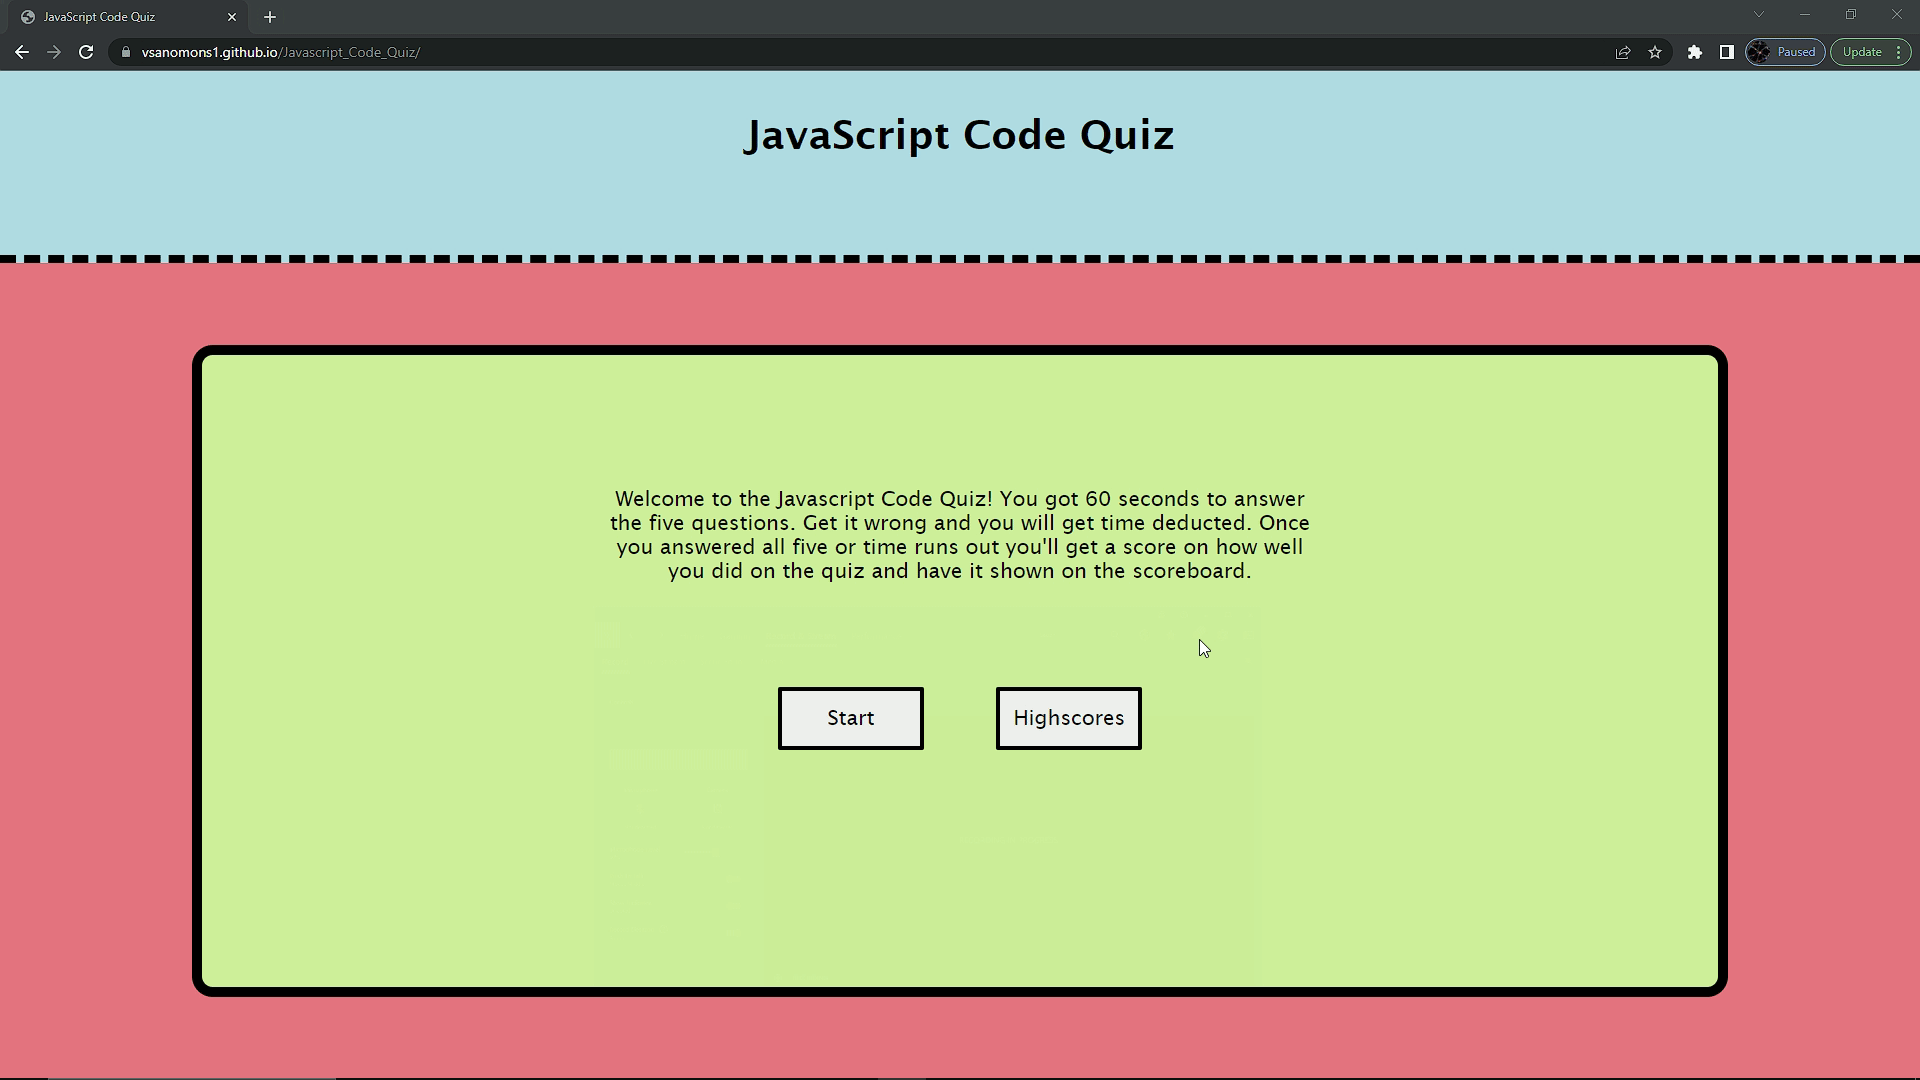 JavaScript Code Quiz
vsanomons1.github.io/Javascript_Code_Quiz/
Paused
Update
JavaScript Code Quiz
Welcome to the Javascript Code Quiz! You got 60 seconds to answer
the five questions. Get it wrong and you will get time deducted. Once
you answered all five or time runs out you'll get a score on how well
you did on the quiz and have it shown on the scoreboard.
Start
Highscores